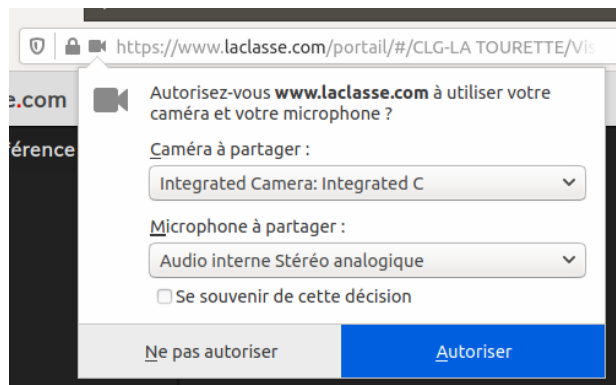 https://www.laclasse.com/portail/#/CLG-LA TOURETTE/Vis
e.com
férence
Autorisez-vous www.laclasse.com à utiliser votre
caméra et votre microphone ?
Caméra à partager :
Integrated Camera: Integrated C
Microphone à partager :
Audio interne Stéréo analogique
Se souvenir de cette décision
Ne pas autoriser
Autoriser